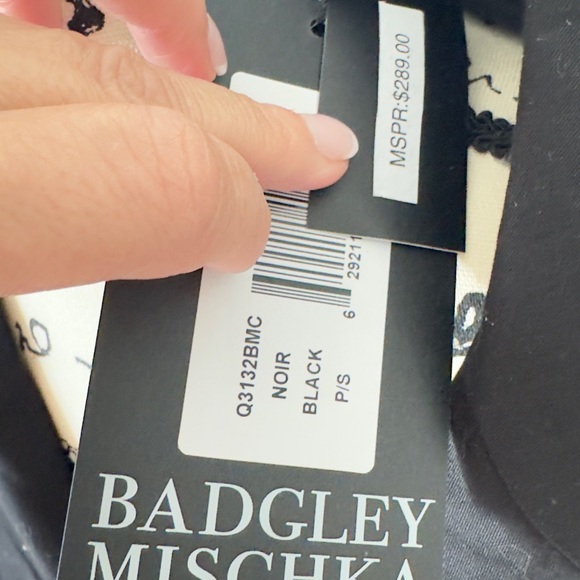 MSPR:$289.00
6 29211
Q3132BMC
NOIR
BLACK
P/S
BADGLEY
MISCHKA